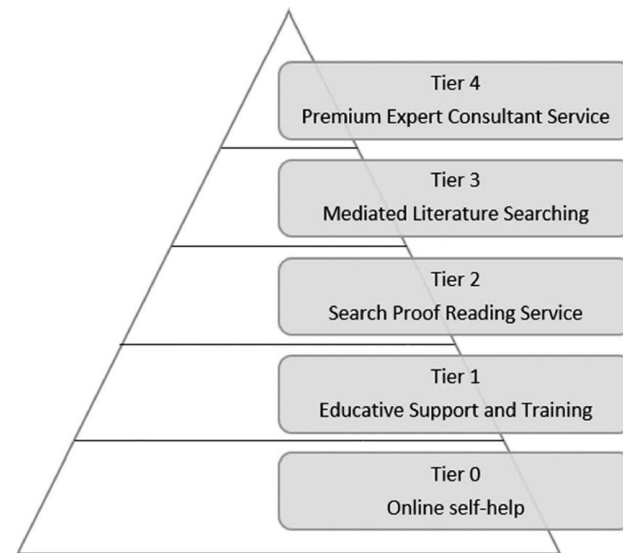 Tier 4
Premium Expert Consultant Service
Tier 3
Mediated Literature Searching
Tier 2
Search Proof Reading Service
Tier 1
Educative Support and Training
Tier 0
Online self-help